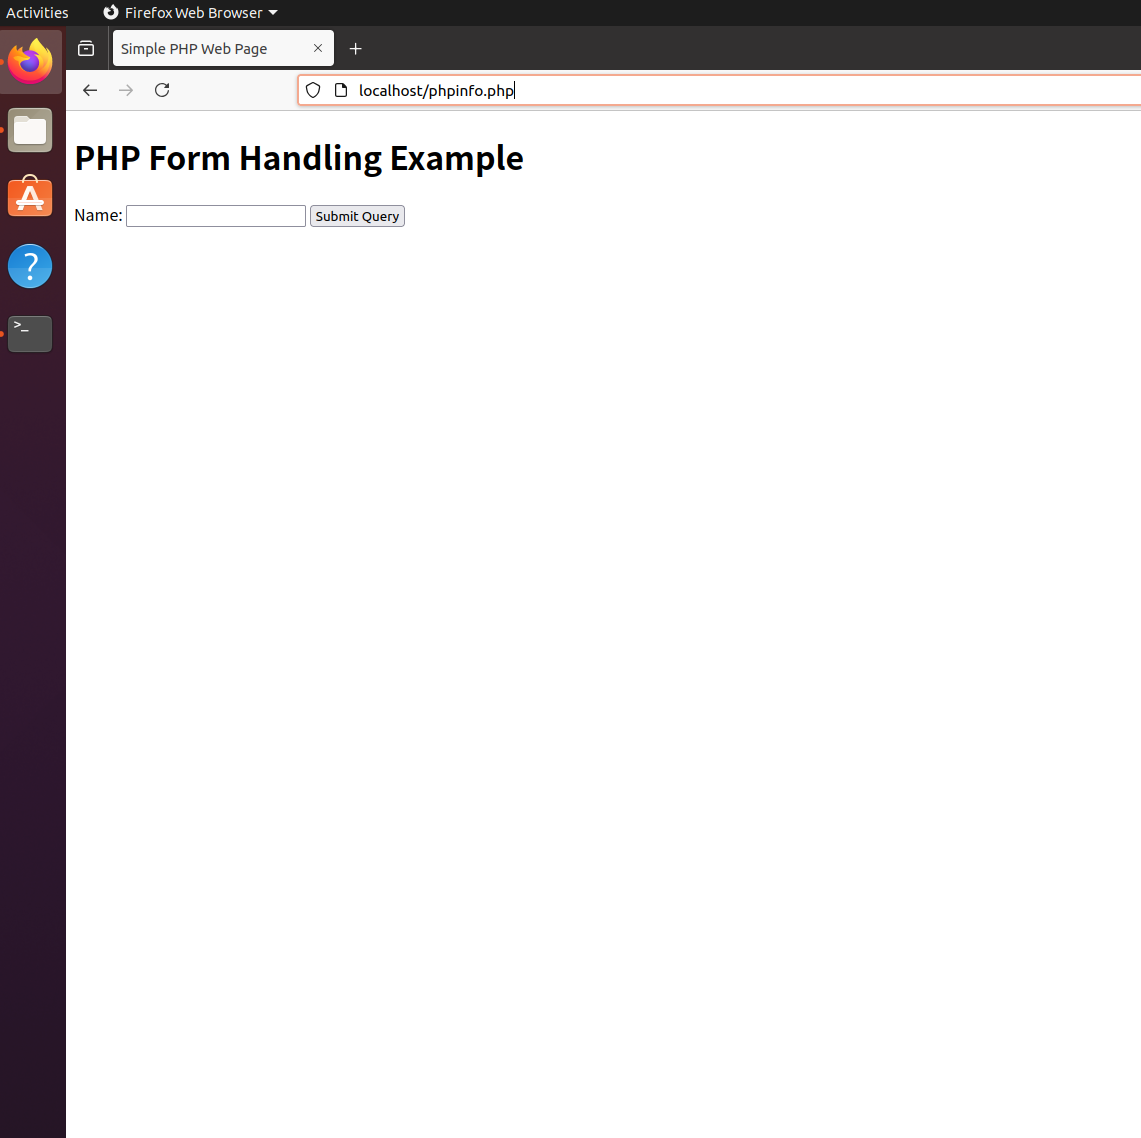 Activities Firefox Web Browser
Simple PHP Web Page
localhost/phpinfo.php
PHP Form Handling Example
Name: Submit Query
>_